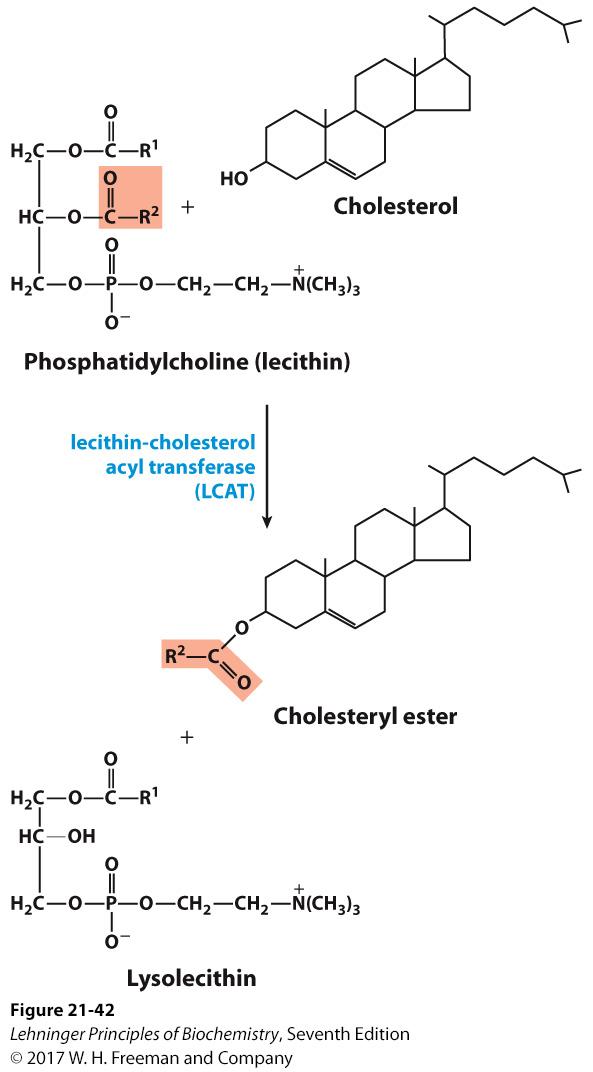 O
H₂C—O—C—R¹
O
HC—O—C—R²
+
HO
Cholesterol
O
H₂C—O—P—O—CH₂—CH₂—N⁺(CH₃)₃
O⁻
Phosphatidylcholine (lecithin)
lecithin-cholesterol
acyl transferase
(LCAT)
O
R²—C
O
Cholesteryl ester
+
O
H₂C—O—C—R¹
HC—OH
O
H₂C—O—P—O—CH₂—CH₂—N⁺(CH₃)₃
O⁻
Lysolecithin
Figure 21-42
Lehninger Principles of Biochemistry, Seventh Edition
© 2017 W. H. Freeman and Company